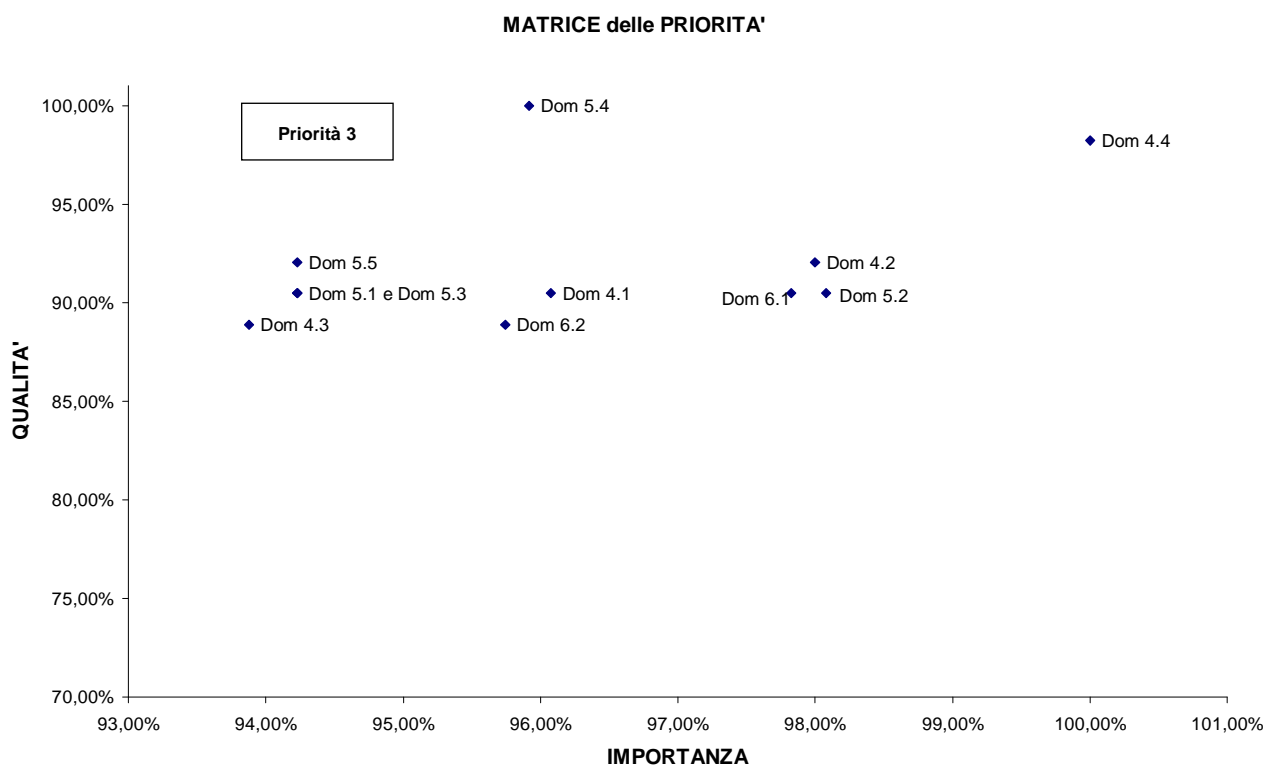 MATRICE delle PRIORITA'
100,00%
95,00%
90,00%
85,00%
80,00%
75,00%
70,00%
QUALITA'
Priorità 3
Dom 5.4
Dom 4.4
Dom 5.5
Dom 4.2
Dom 5.1 e Dom 5.3
Dom 4.1
Dom 6.1
Dom 5.2
Dom 4.3
Dom 6.2
93,00%
94,00%
95,00%
96,00%
97,00%
98,00%
99,00%
100,00%
101,00%
IMPORTANZA